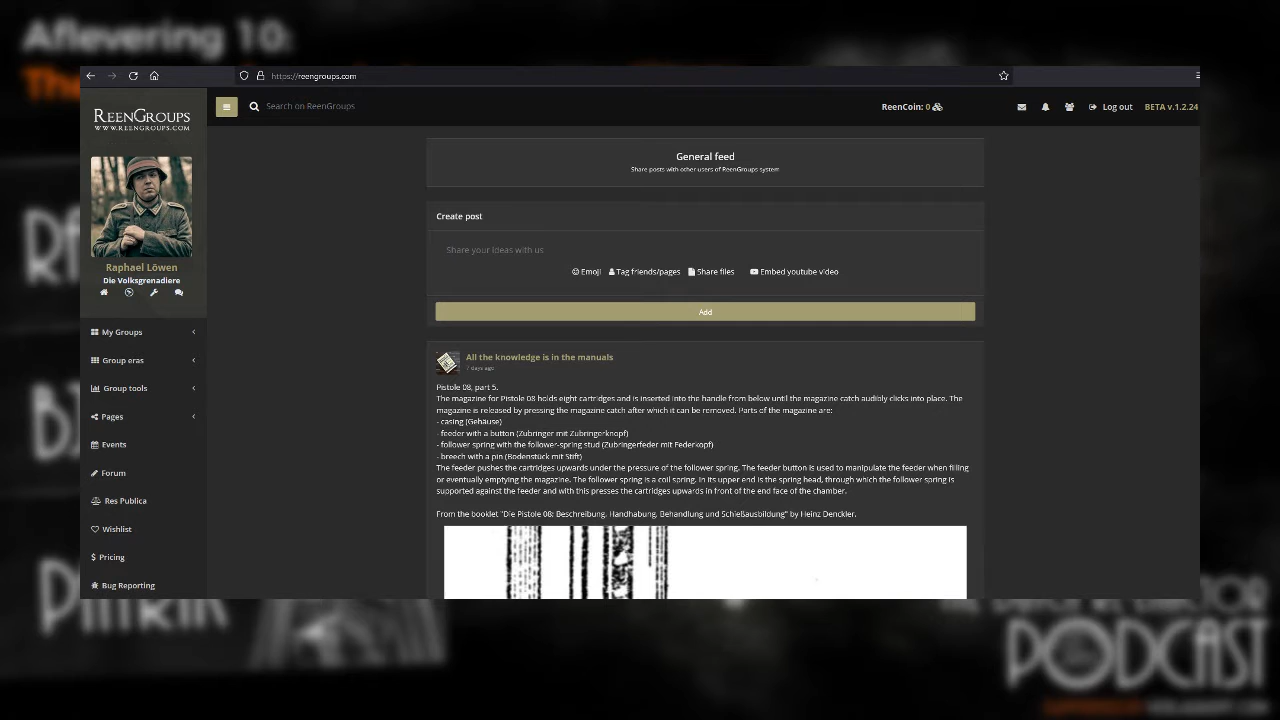 Aflevering 10:
The
https://reengroups.com
REENGROUPS
WWW.REENGROUPS.COM
Search on ReenGroups
ReenCoin: 0
Log out
BETA v.1.2.24
Raphael Löwen
Die Volksgrenadiere
My Groups
Group eras
Group tools
Pages
Events
Forum
Res Publica
Wishlist
Pricing
Bug Reporting
General feed
Share posts with other users of ReenGroups system
Create post
Share your ideas with us
Emoji Tag friends/pages Share files Embed youtube video
Add
All the knowledge is in the manuals
7 days ago
Pistole 08, part 5.
The magazine for Pistole 08 holds eight cartridges and is inserted into the handle from below until the magazine catch audibly clicks into place. The
magazine is released by pressing the magazine catch after which it can be removed. Parts of the magazine are:
- casing (Gehäuse)
- feeder with a button (Zubringer mit Zubringerknopf)
- follower spring with the follower-spring stud (Zubringerfeder mit Federkopf)
- breech with a pin (Bodenstück mit Stift)
The feeder pushes the cartridges upwards under the pressure of the follower spring. The feeder button is used to manipulate the feeder when filling
or eventually emptying the magazine. The follower spring is a coil spring. In its upper end is the spring head, through which the follower spring is
supported against the feeder and with this presses the cartridges upwards in front of the end face of the chamber.
From the booklet "Die Pistole 08: Beschreibung, Handhabung, Behandlung und Schießausbildung" by Heinz Denckler.
PODCAST